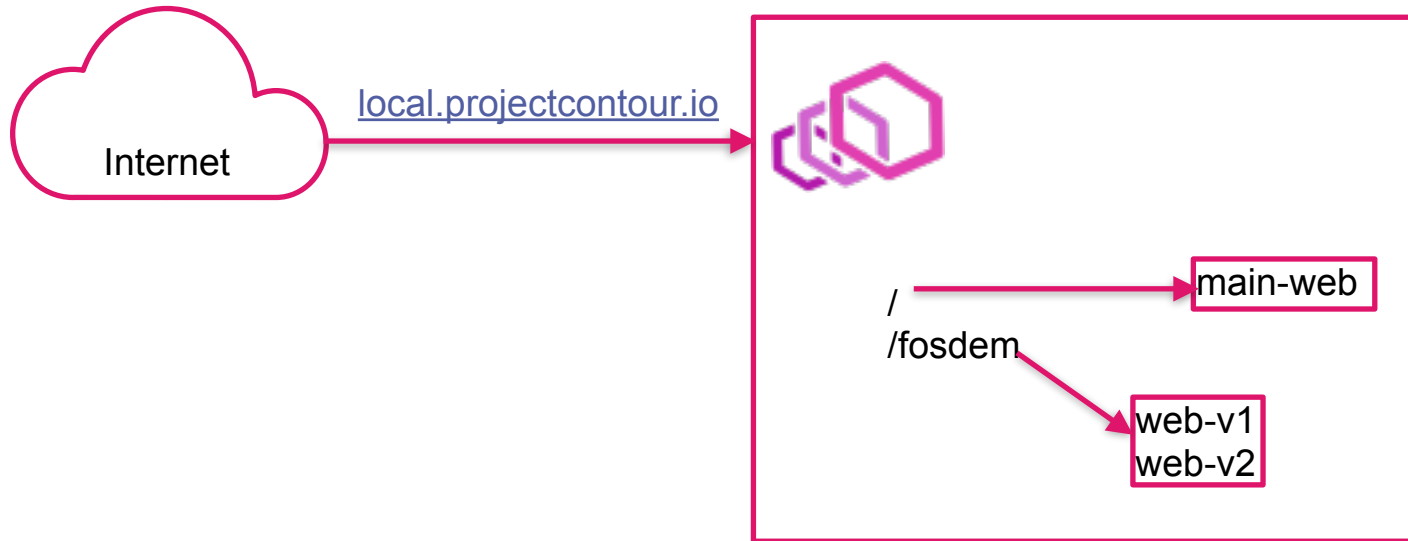 local.projectcontour.io
Internet
/
main-web
/fosdem
web-v1
web-v2